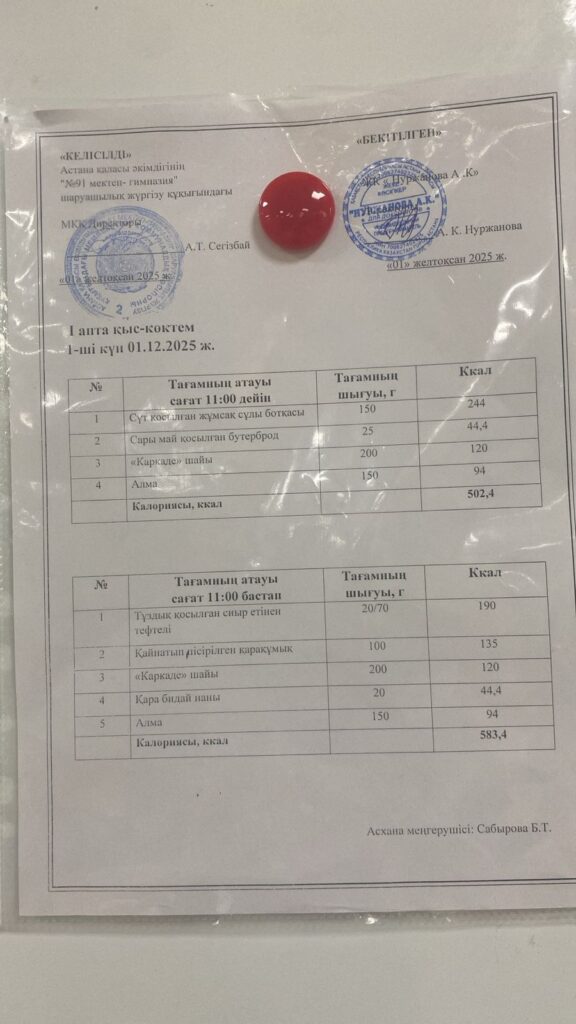 «КЕЛІСІЛДІ»
Астана қаласы әкімдігінің
"№91 мектеп- гимназия"
шаруашылық жүргізу құқығындағы
МКК Директоры
А.Т. Сегізбай
«01» желтоқсан 2025 ж.
«БЕКІТІЛГЕН»
ЖК « Нуржанова А .К»
"НУРЖАНОВА А.К."
А. К. Нуржанова
«01» желтоқсан 2025 ж.
І апта қыс-көктем
1-ші күн 01.12.2025 ж.
№ Тағамның атауы сағат 11:00 дейін Тағамның шығуы, г Ккал
1 Сүт қосылған жұмсақ сұлы ботқасы 150 244
2 Сары май қосылған бутерброд 25 44,4
3 «Каркаде» шайы 200 120
4 Алма 150 94
Калориясы, ккал 502,4
№ Тағамның атауы сағат 11:00 бастап Тағамның шығуы, г Ккал
1 Тұздық қосылған сиыр етінен тефтелі 20/70 190
2 Қайнатып пісірілген қарақұмық 100 135
3 «Каркаде» шайы 200 120
4 Қара бидай наны 20 44,4
5 Алма 150 94
Калориясы, ккал 583,4
Асхана меңгерушісі: Сабырова Б.Т.